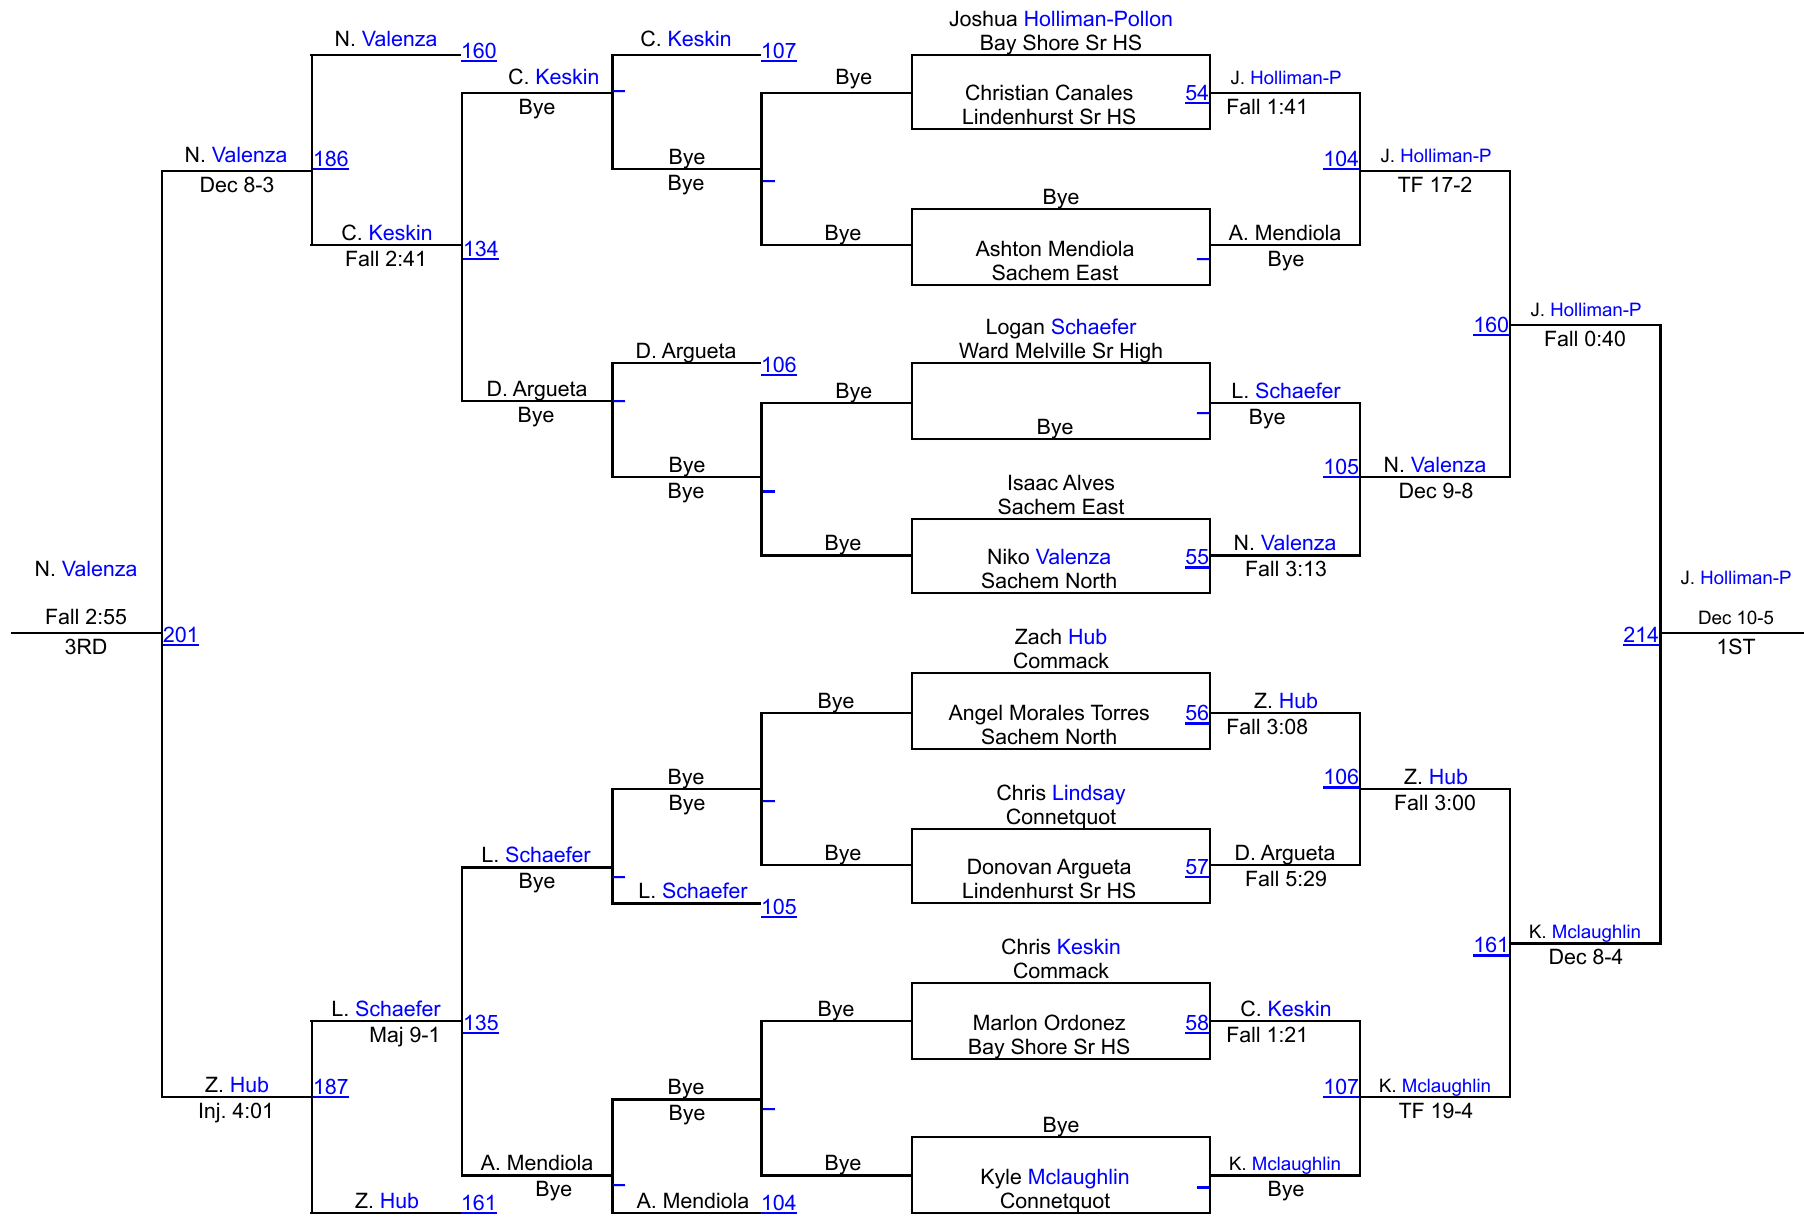 Joshua Holliman-Pollon
Bay Shore Sr HS
N. Valenza
160
C. Keskin
107
C. Keskin
Bye
Bye
Christian Canales
Lindenhurst Sr HS
54
J. Holliman-P
Fall 1:41
N. Valenza
Dec 8-3
186
Bye
Bye
104
J. Holliman-P
TF 17-2
Bye
C. Keskin
Fall 2:41
134
Bye
Ashton Mendiola
Sachem East
A. Mendiola
Bye
Logan Schaefer
Ward Melville Sr High
160
J. Holliman-P
Fall 0:40
D. Argueta
106
D. Argueta
Bye
Bye
Bye
L. Schaefer
Bye
Bye
Bye
Isaac Alves
Sachem East
105
N. Valenza
Dec 9-8
Bye
Niko Valenza
Sachem North
55
N. Valenza
Fall 3:13
N. Valenza
Fall 2:55
3RD
201
J. Holliman-P
Dec 10-5
1ST
214
Zach Hub
Commack
Bye
Angel Morales Torres
Sachem North
56
Z. Hub
Fall 3:08
Bye
Bye
Chris Lindsay
Connetquot
106
Z. Hub
Fall 3:00
L. Schaefer
Bye
Bye
Donovan Argueta
Lindenhurst Sr HS
57
D. Argueta
Fall 5:29
L. Schaefer
105
Chris Keskin
Commack
161
K. Mclaughlin
Dec 8-4
L. Schaefer
Maj 9-1
135
Bye
Marlon Ordonez
Bay Shore Sr HS
58
C. Keskin
Fall 1:21
Z. Hub
Inj. 4:01
187
Bye
Bye
107
K. Mclaughlin
TF 19-4
Bye
A. Mendiola
Bye
Bye
Kyle Mclaughlin
Connetquot
K. Mclaughlin
Bye
Z. Hub
161
A. Mendiola
104